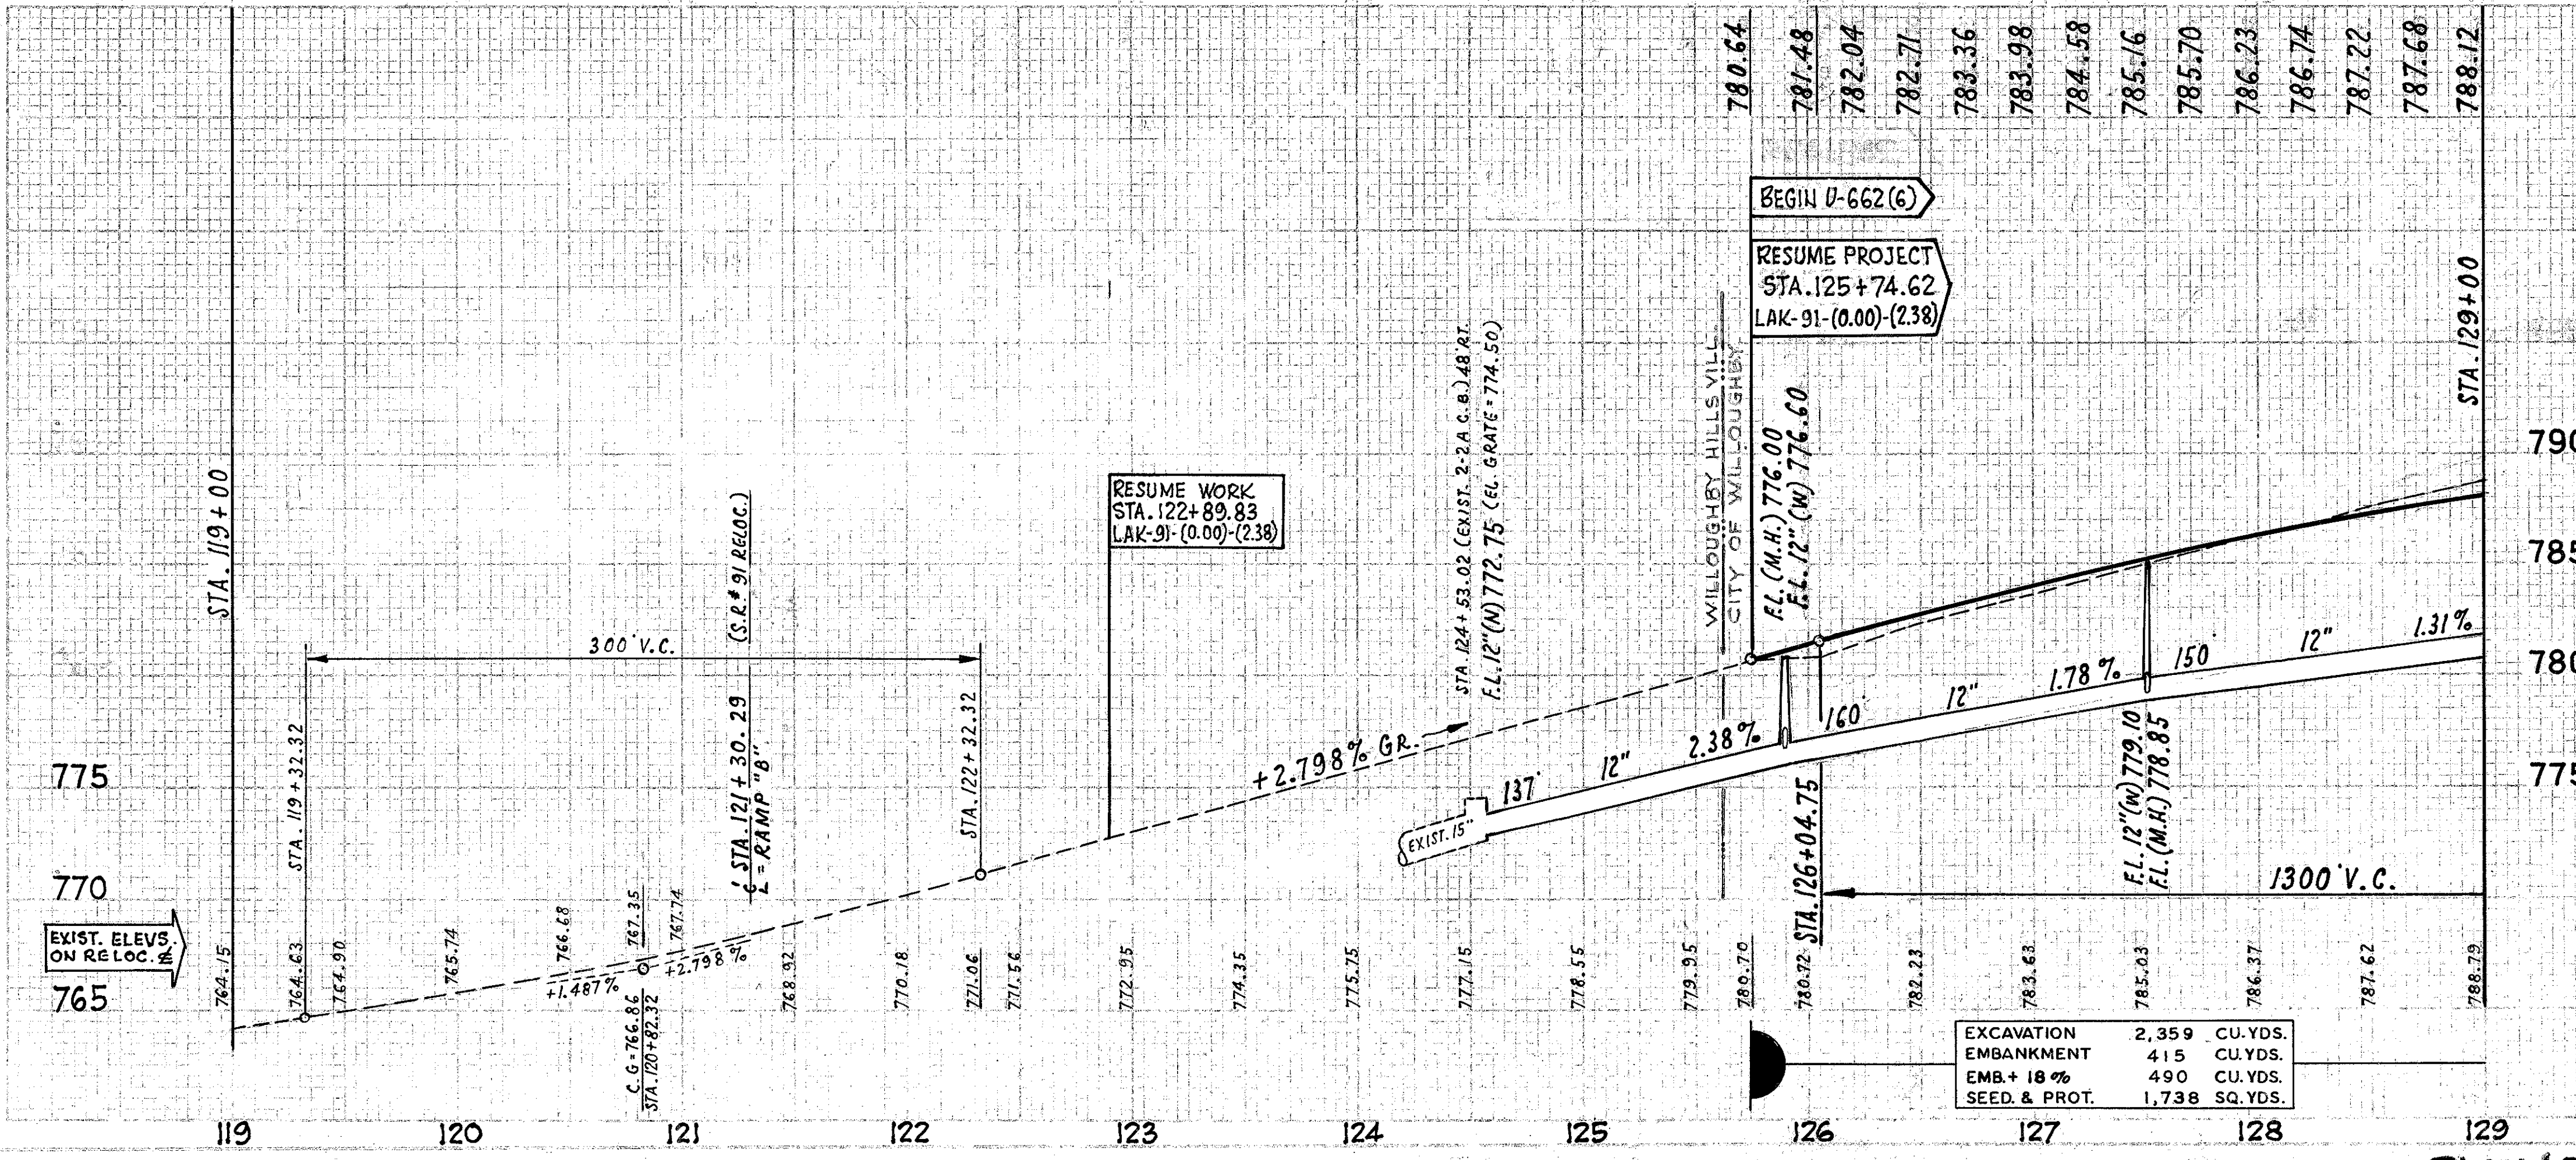 780.64
781.48
782.04
782.71
783.36
783.98
784.58
785.16
785.70
786.23
786.74
787.22
787.68
788.12
BEGIN U-662(6)
RESUME PROJECT
STA.125+74.62
LAK-91-(0.00)-(2.38)
STA. 119+00
STA. 129+00
RESUME WORK
STA. 122+89.83
LAK-91-(0.00)-(2.38)
STA. 124+53.02 (EXIST. 2-2A C.B.) 48' RT.
F.L. 12"(N) 772.75 (EL. GRATE = 774.50)
WILLOUGHBY HILLS VILL.
CITY OF WILLOUGHBY
F.L. (M.H.) 776.00
F.L. 12" (W) 776.60
790
785
780
775
300' V.C.
(S.R.#91 RELOC.)
℄ STA. 121+30.29
℄ = RAMP "B"
STA. 119+32.32
STA. 122+32.32
+2.798% GR.
EXIST. 15"
137'
12"
2.38%
160'
12"
1.78%
150'
12"
1.31%
STA. 126+04.75
F.L. 12"(W) 779.10
F.L. (M.H.) 778.85
1300' V.C.
775
770
765
EXIST. ELEVS.
ON RELOC. ℄
+1.487%
+2.798%
C.G = 766.86
STA. 120+82.32
764.15
764.63
764.90
765.74
766.68
767.35
767.74
768.92
770.18
771.06
771.56
772.95
774.35
775.75
777.15
778.55
779.95
780.70
780.72
782.23
783.63
785.03
786.37
787.62
788.79
EXCAVATION 2,359 CU.YDS.
EMBANKMENT 415 CU.YDS.
EMB.+ 18% 490 CU.YDS.
SEED. & PROT. 1,738 SQ.YDS.
119 120 121 122 123 124 125 126 127 128 129